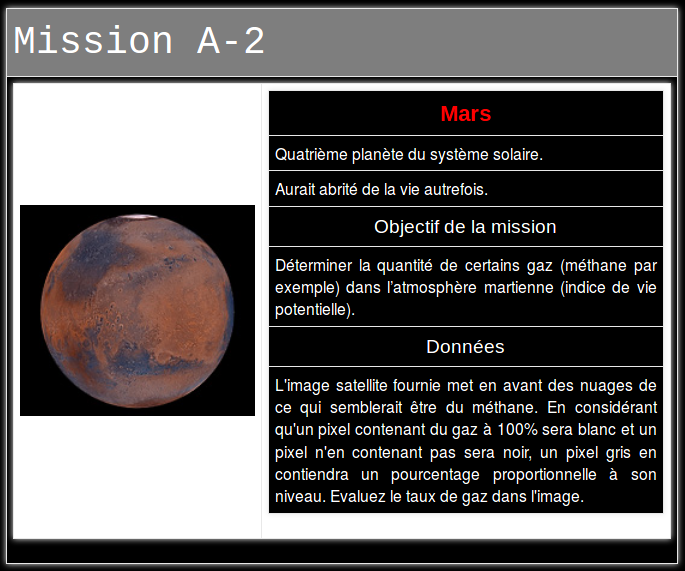 Mission A-2
Mars
Quatrième planète du système solaire.
Aurait abrité de la vie autrefois.
Objectif de la mission
Déterminer la quantité de certains gaz (méthane par
exemple) dans l'atmosphère martienne (indice de vie
potentielle).
Données
L'image satellite fournie met en avant des nuages de
ce qui semblerait être du méthane. En considérant
qu'un pixel contenant du gaz à 100% sera blanc et un
pixel n'en contenant pas sera noir, un pixel gris en
contiendra un pourcentage proportionnelle à son
niveau. Evaluez le taux de gaz dans l'image.